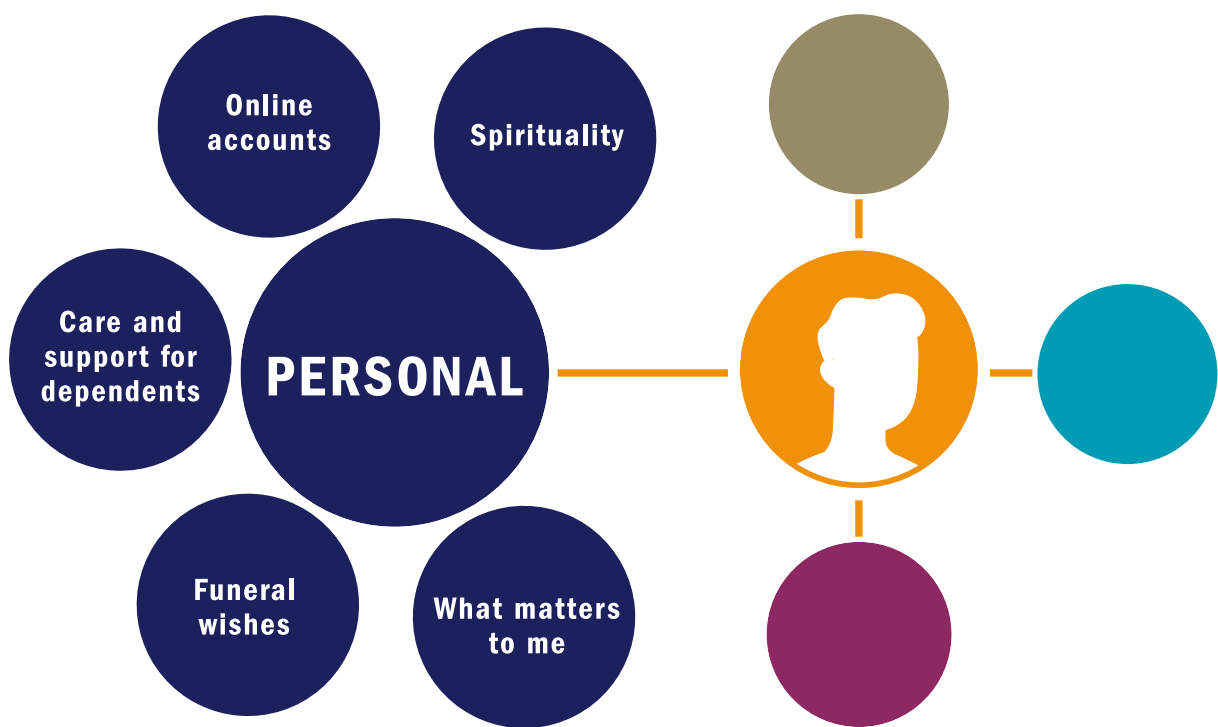 Online
accounts
Spirituality
Care and
support for
dependents
PERSONAL
Funeral
wishes
What matters
to me